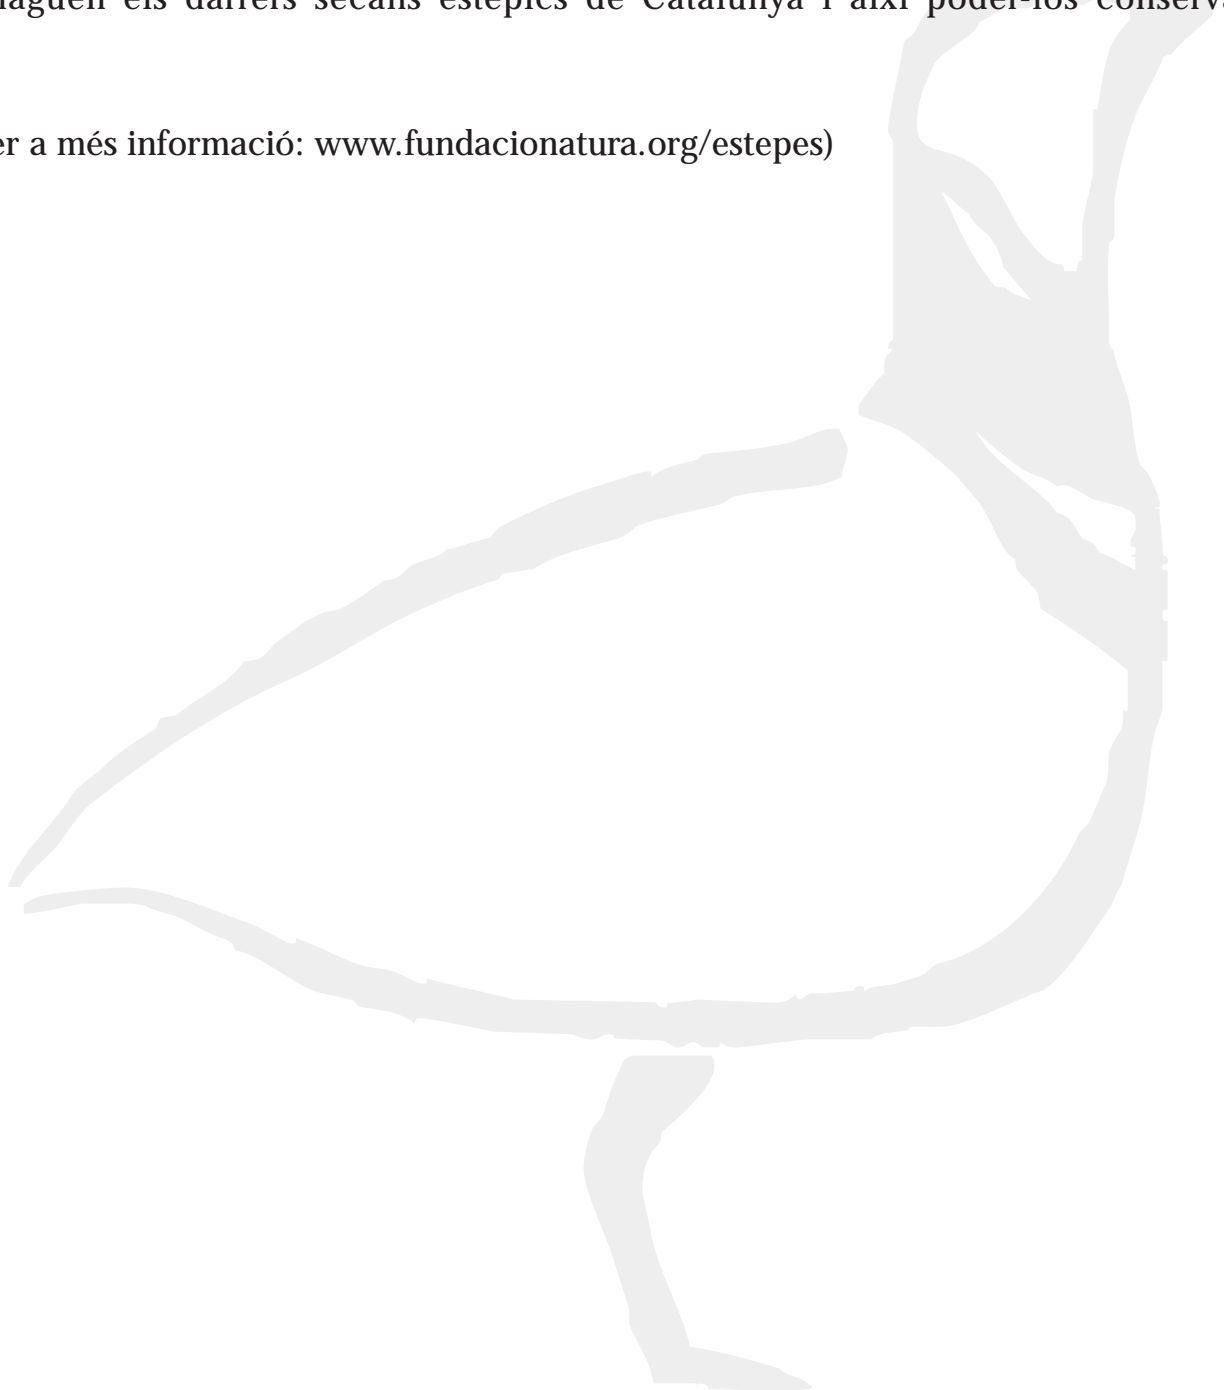 els darrers secans estèpics de Catalunya i així poder-los
a més informació: www.fundacionatura.org/estepes)